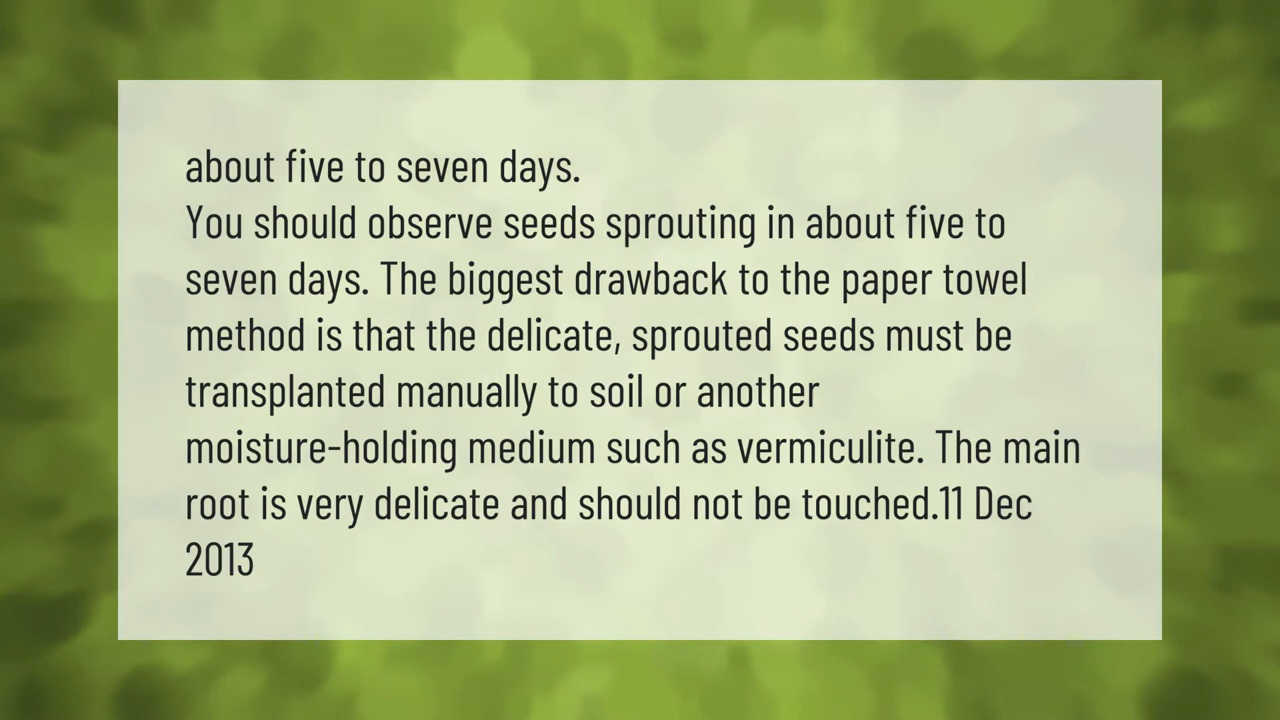 about five to seven days.
You should observe seeds sprouting in about five to
seven days. The biggest drawback to the paper towel
method is that the delicate, sprouted seeds must be
transplanted manually to soil or another
moisture-holding medium such as vermiculite. The main
root is very delicate and should not be touched.11 Dec
2013